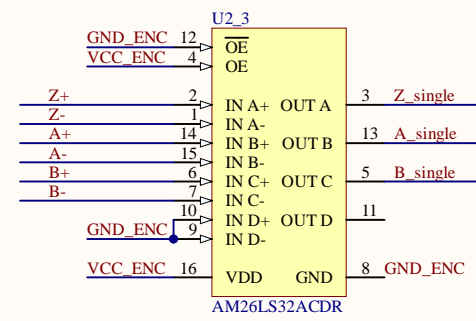 U2_3
GND_ENC 12 OE
VCC_ENC 4 OE
Z+ 2 IN A+ OUT A 3 Z_single
Z- 1 IN A-
A+ 14 IN B+ OUT B 13 A_single
A- 15 IN B-
B+ 6 IN C+ OUT C 5 B_single
B- 7 IN C-
10 IN D+ OUT D 11
GND_ENC 9 IN D-
VCC_ENC 16 VDD GND 8 GND_ENC
AM26LS32ACDR